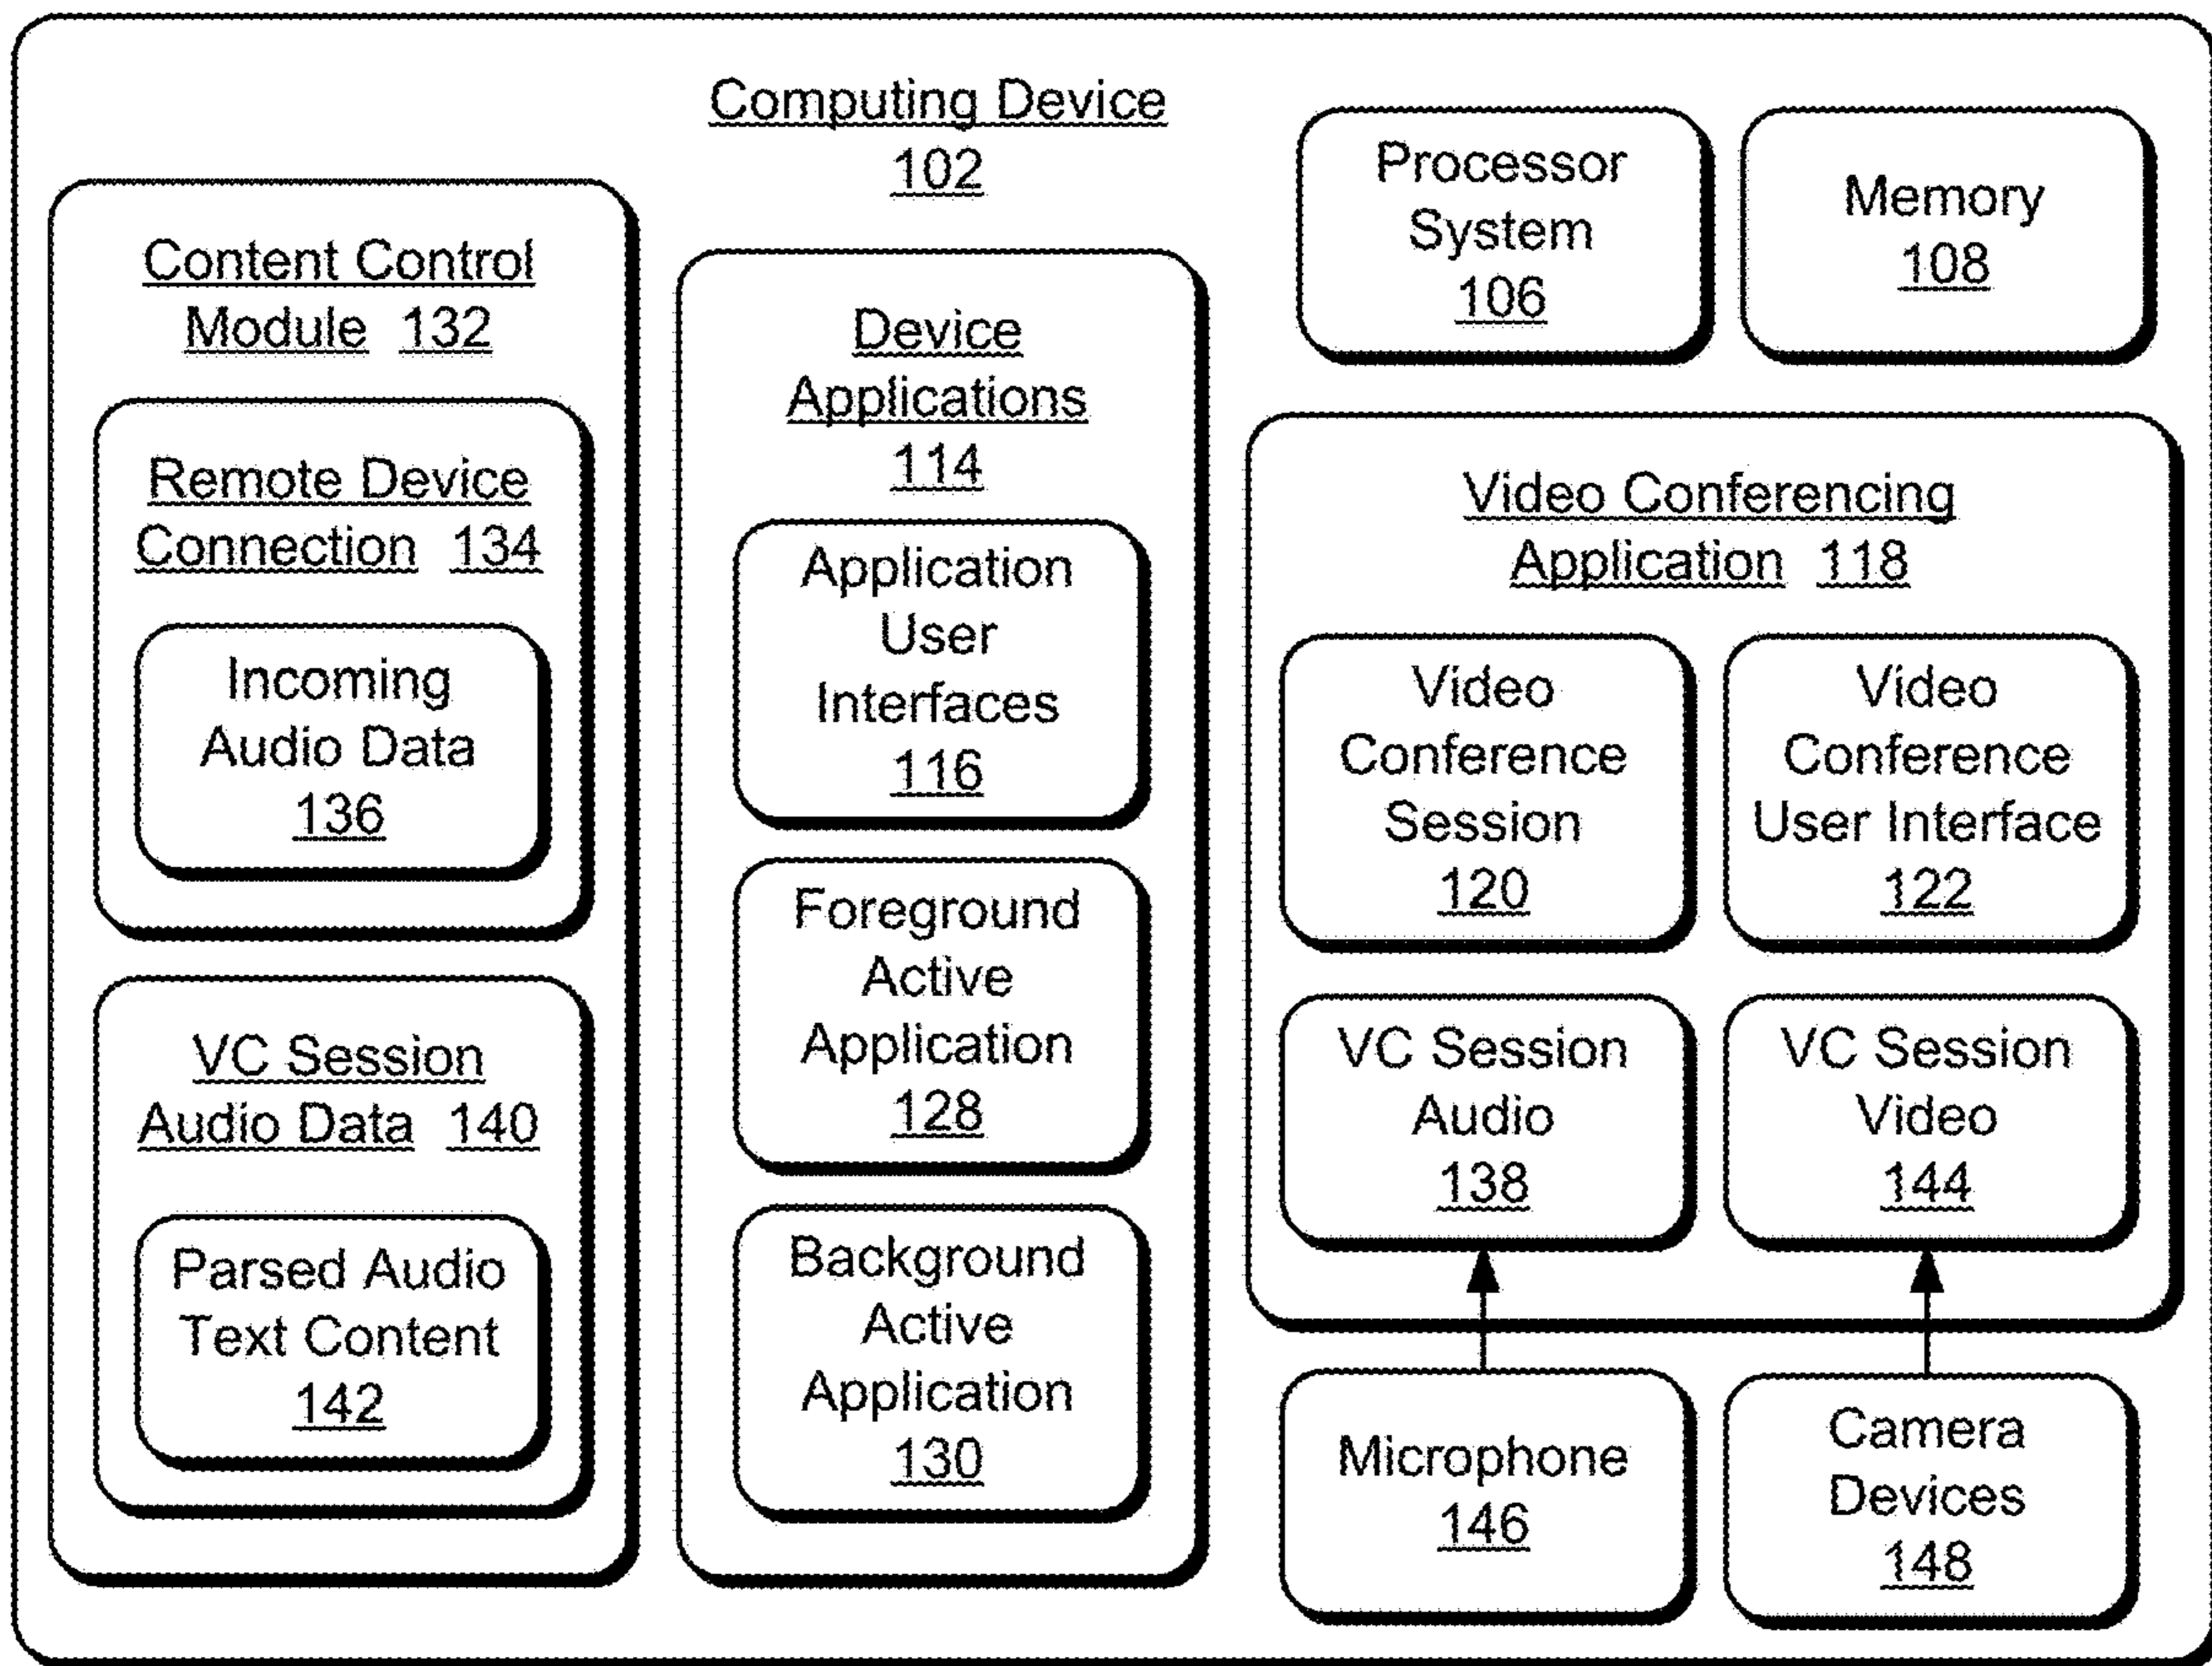 Computing Device
102
Content Control
Module 132
Remote Device
Connection 134
Incoming
Audio Data
136
VC Session
Audio Data 140
Parsed Audio
Text Content
142
Device
Applications
114
Application
User
Interfaces
116
Foreground
Active
Application
128
Background
Active
Application
130
Processor
System
106
Memory
108
Video Conferencing
Application 118
Video
Conference
Session
120
Video
Conference
User Interface
122
VC Session
Audio
138
VC Session
Video
144
Microphone
146
Camera
Devices
148